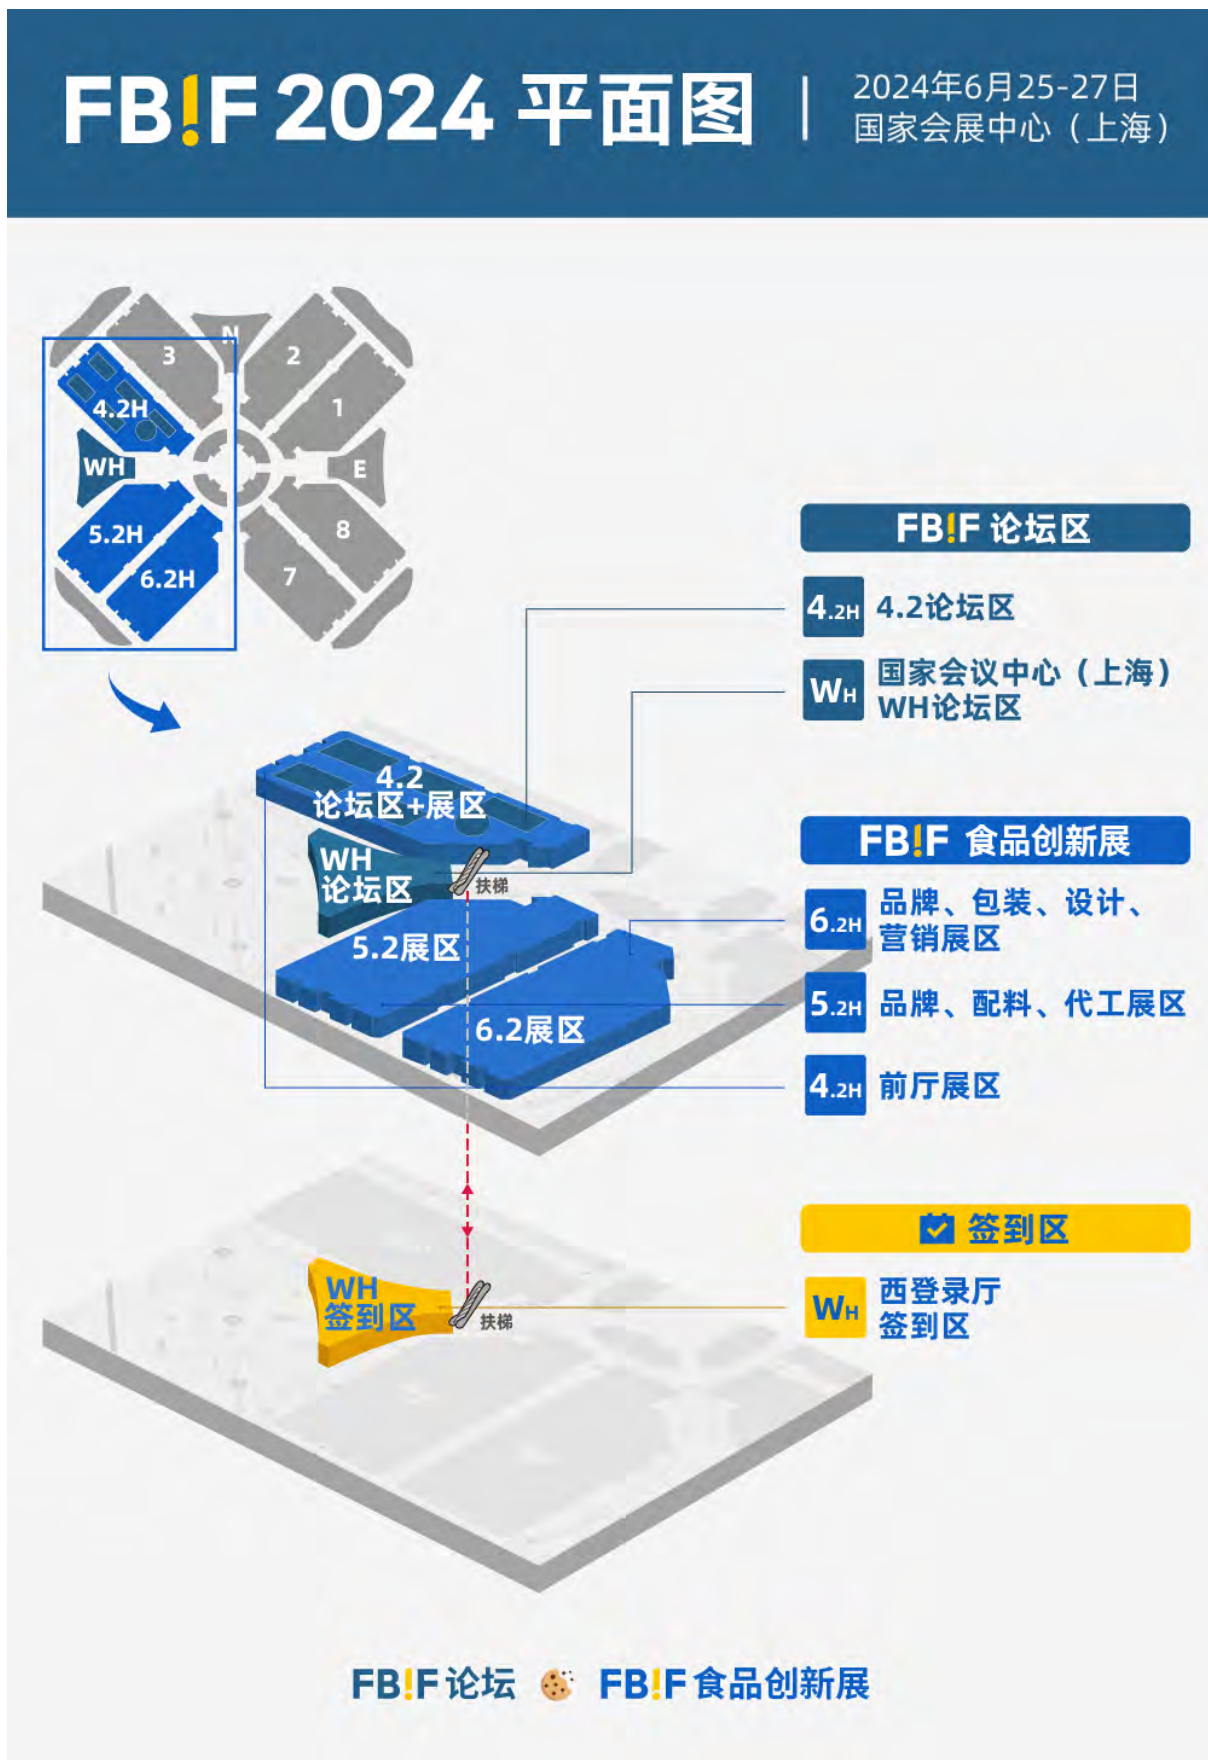 FB!F 2024 平面图
2024年6月25-27日
国家会展中心（上海）
N
3
2
4.2H
1
WH
E
5.2H
8
6.2H
7
FB!F 论坛区
4.2H 4.2论坛区
WH 国家会议中心（上海）
WH论坛区
4.2
论坛区+展区
WH
论坛区
扶梯
5.2展区
6.2展区
FB!F 食品创新展
6.2H 品牌、包装、设计、
营销展区
5.2H 品牌、配料、代工展区
4.2H 前厅展区
签到区
WH 西登录厅
签到区
WH
签到区
扶梯
FB!F 论坛 FB!F 食品创新展